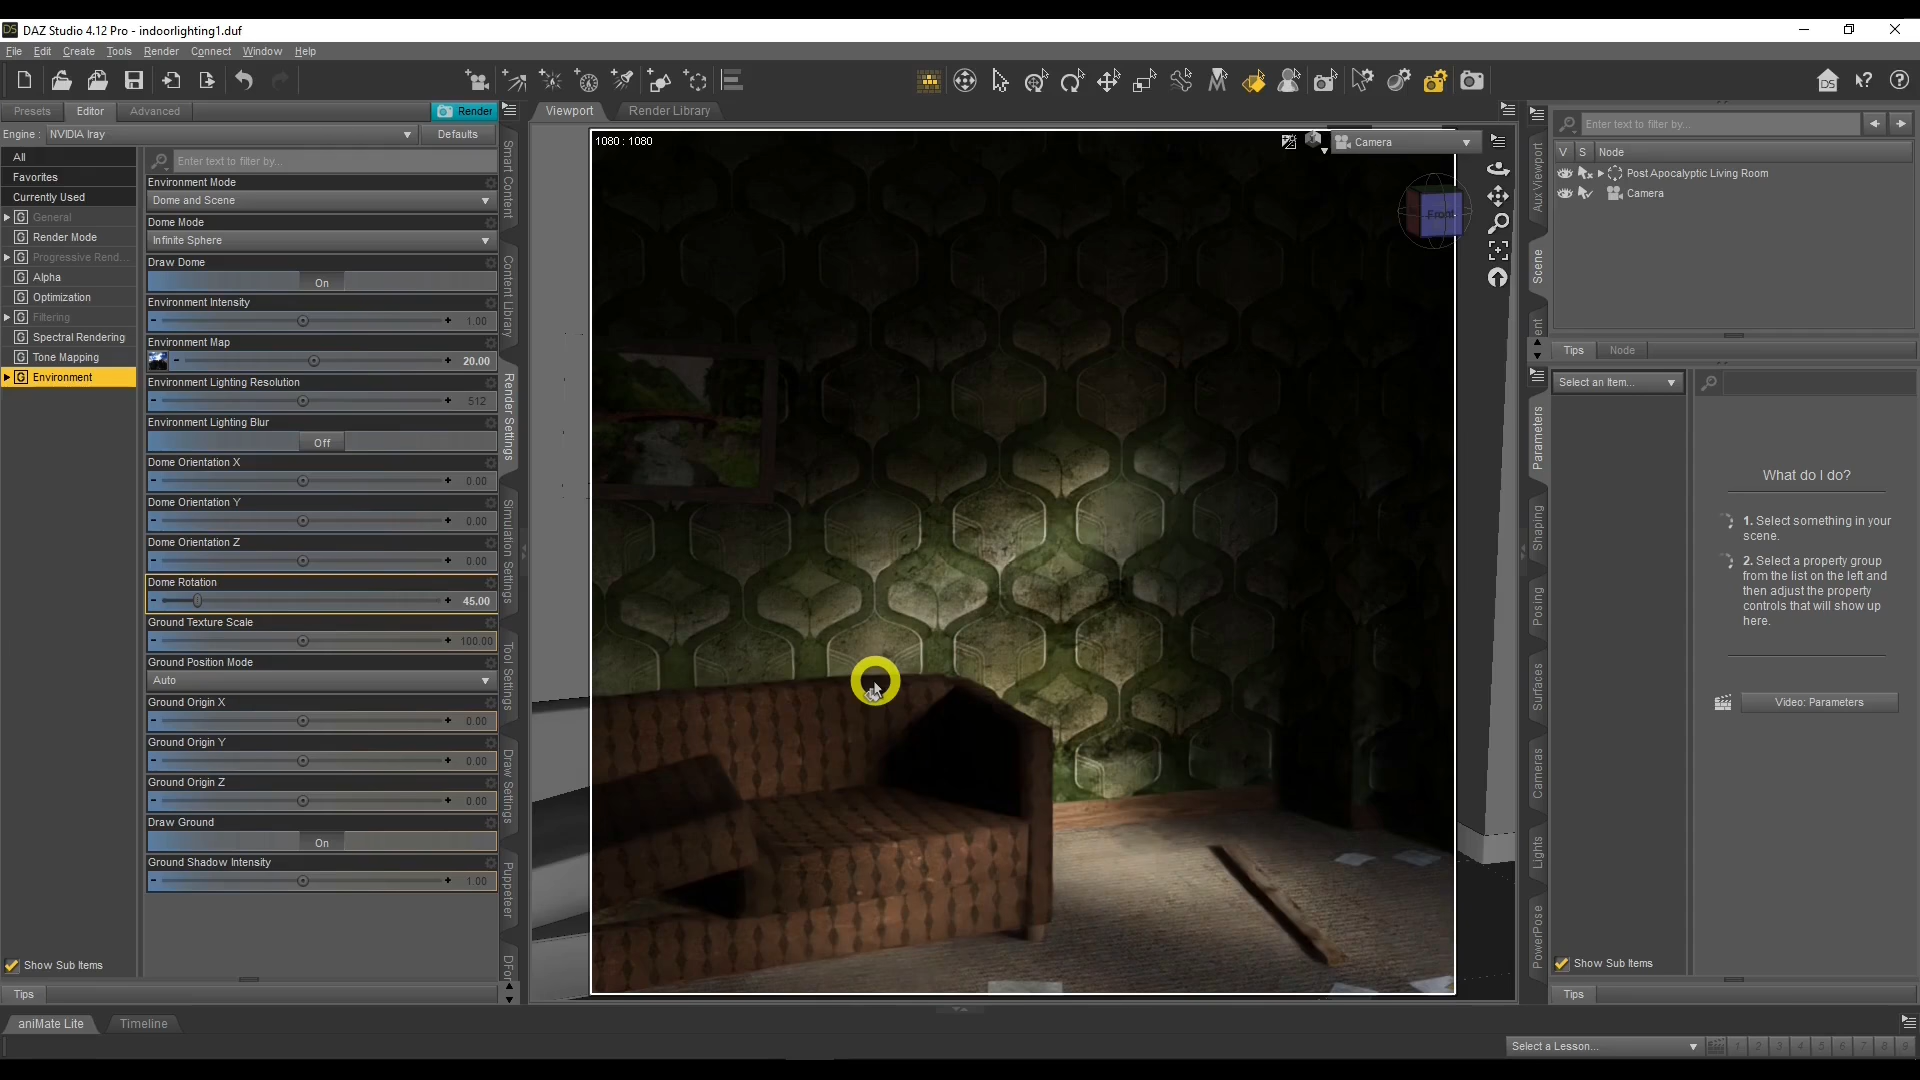 DAZ Studio 4.12 Pro - indoorlighting1.duf
File Edit Create Tools Render Connect Window Help
Presets Editor Advanced Render
Engine : NVIDIA Iray Defaults
All
Favorites
Currently Used
General
Render Mode
Progressive Rend...
Alpha
Optimization
Filtering
Spectral Rendering
Tone Mapping
Environment
Show Sub Items
Tips
Enter text to filter by...
Environment Mode
Dome and Scene
Dome Mode
Infinite Sphere
Draw Dome
On
Environment Intensity
1.00
Environment Map
20.00
Environment Lighting Resolution
512
Environment Lighting Blur
Off
Dome Orientation X
0.00
Dome Orientation Y
0.00
Dome Orientation Z
0.00
Dome Rotation
45.00
Ground Texture Scale
100.00
Ground Position Mode
Auto
Ground Origin X
0.00
Ground Origin Y
0.00
Ground Origin Z
0.00
Draw Ground
On
Ground Shadow Intensity
1.00
Smart Content
Content Library
Render Settings
Simulation Settings
Tool Settings
Draw Settings
Puppeteer
Viewport Render Library
1080 : 1080
Camera
Front
Aux Viewport
Scene
Enter text to filter by...
V S Node
Post Apocalyptic Living Room
Camera
Tips Node
Select an Item...
Parameters
Shaping
Posing
Surfaces
Cameras
Lights
PowerPose
What do I do?
1. Select something in your
scene.
2. Select a property group
from the list on the left and
then adjust the property
controls that will show up
here.
Video: Parameters
Show Sub Items
Tips
aniMate Lite Timeline
Select a Lesson...
1 2 3 4 5 6 7 8 9